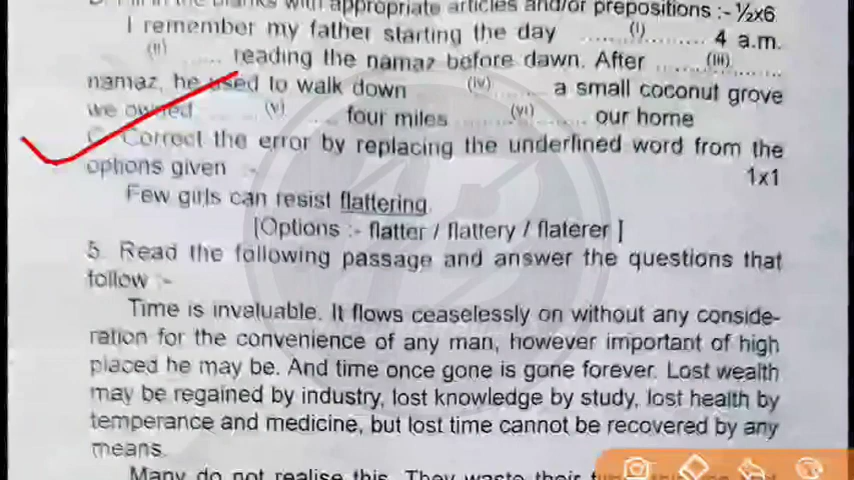 the blanks with appropriate articles and/or prepositions :- ½x6
I remember my father starting the day ..........(i).......... 4 a.m.
(ii) ...... reading the namaz before dawn. After ......(iii)......
namaz, he used to walk down (iv) ...... a small coconut grove
we owned ...... (v) ...... four miles ...... (vi) ...... our home
C. Correct the error by replacing the underlined word from the
options given :- 1x1
Few girls can resist flattering.
[Options :- flatter / flattery / flaterer ]
5. Read the following passage and answer the questions that
follow :-
Time is invaluable. It flows ceaselessly on without any conside-
ration for the convenience of any man, however important of high
placed he may be. And time once gone is gone forever. Lost wealth
may be regained by industry, lost knowledge by study, lost health by
temperance and medicine, but lost time cannot be recovered by any
means.
Many do not realise this. They waste their